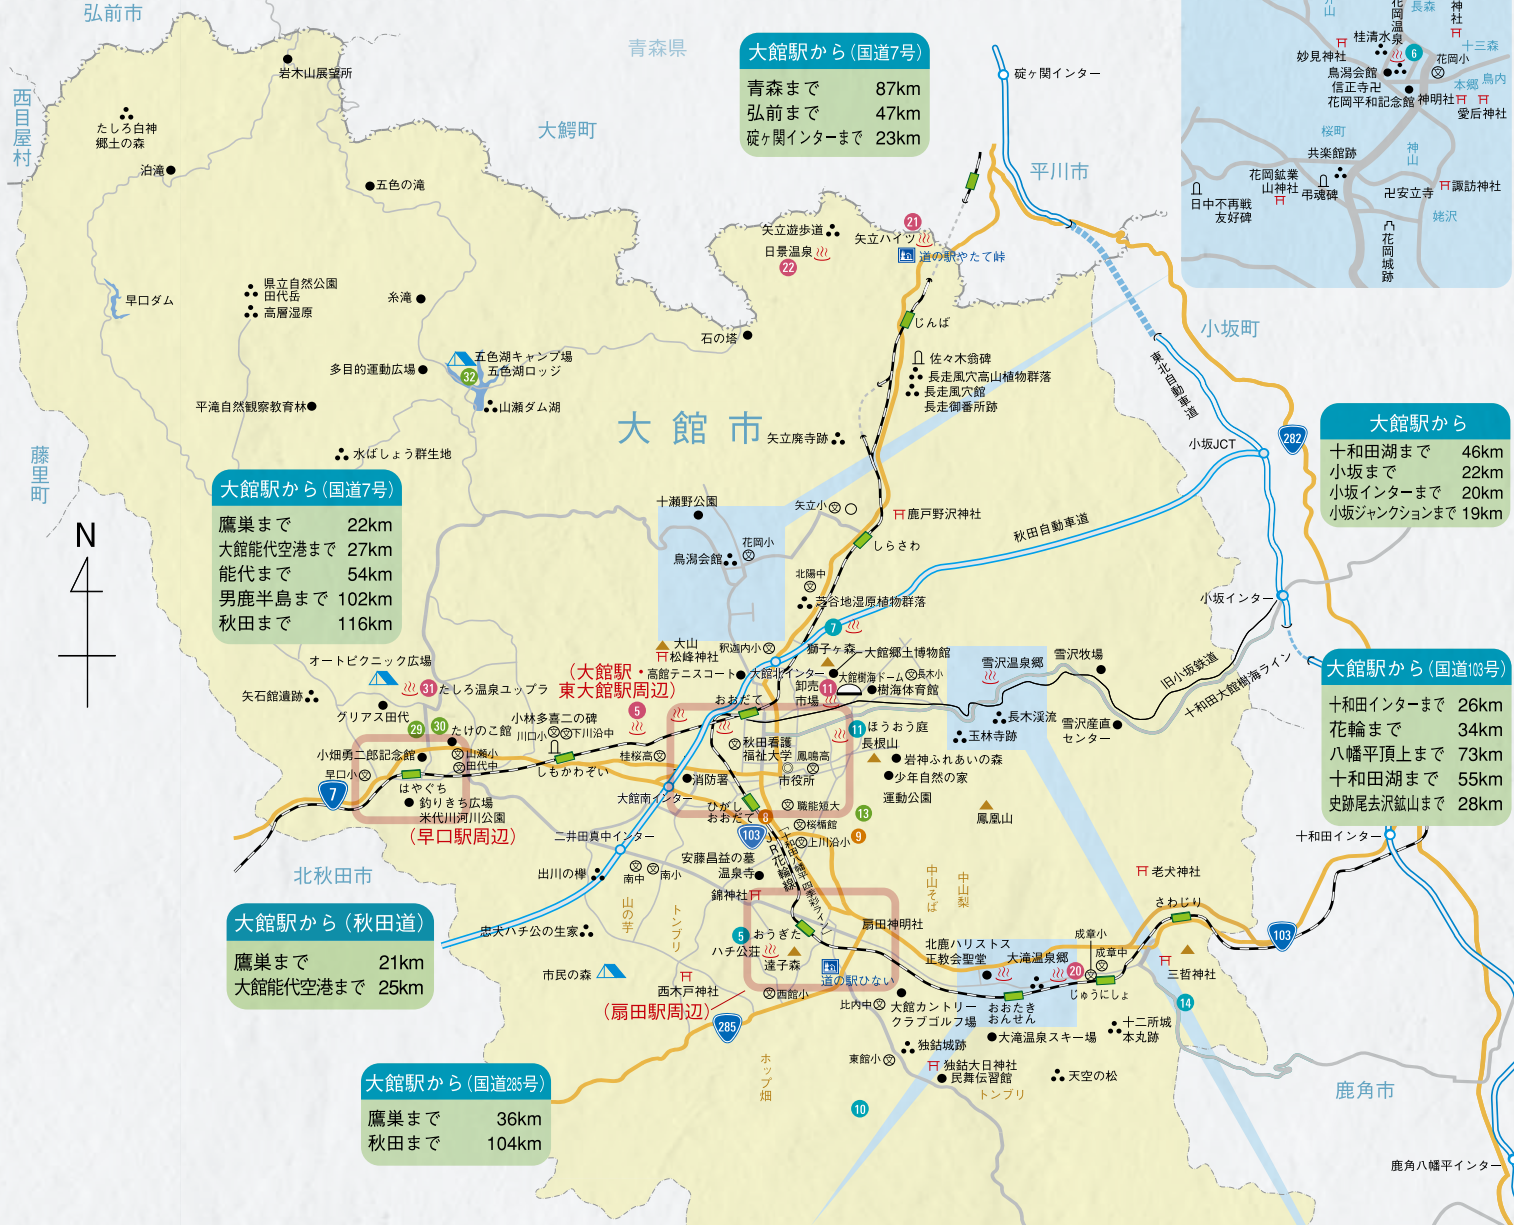 弘前市
青森県
西目屋村
大鰐町
平川市
小坂町
藤里町
大館市
北秋田市
鹿角市
N
大館駅から(国道7号)
青森まで 87km
弘前まで 47km
碇ヶ関インターまで 23km
大館駅から(国道7号)
鷹巣まで 22km
大館能代空港まで 27km
能代まで 54km
男鹿半島まで 102km
秋田まで 116km
大館駅から
十和田湖まで 46km
小坂まで 22km
小坂インターまで 20km
小坂ジャンクションまで 19km
大館駅から(国道103号)
十和田インターまで 26km
花輪まで 34km
八幡平頂上まで 73km
十和田湖まで 55km
史跡尾去沢鉱山まで 28km
大館駅から(秋田道)
鷹巣まで 21km
大館能代空港まで 25km
大館駅から(国道285号)
鷹巣まで 36km
秋田まで 104km
岩木山展望所
たしろ白神
郷土の森
泊滝
五色の滝
早口ダム
県立自然公園
田代岳
高層湿原
糸滝
多目的運動広場
五色湖キャンプ場
五色湖ロッジ
32
山瀬ダム湖
平滝自然観察教育林
水ばしょう群生地
石の塔
矢立遊歩道
日景温泉
22
21
矢立ハイツ
道の駅やたて峠
碇ヶ関インター
じんば
佐々木翁碑
長走風穴高山植物群落
長走風穴館
長走御番所跡
矢立廃寺跡
矢立小
鹿戸野沢神社
しらさわ
東北自動車道
小坂JCT
282
秋田自動車道
小坂インター
十瀬野公園
花岡小
鳥潟会館
北陽中
芝谷地湿原植物群落
7
大山
松峰神社
釈迦内小
獅子ヶ森
大館郷土博物館
高館テニスコート
大館北インター
大館樹海ドーム
長木小
卸売
市場
11
樹海体育館
雪沢温泉郷
雪沢牧場
旧小坂鉄道
十和田大館樹海ライン
長木渓流
玉林寺跡
雪沢産直
センター
(大館駅・
東大館駅周辺)
5
おおだて
11
ほうおう庭
長根山
岩神ふれあいの森
少年自然の家
運動公園
鳳凰山
秋田看護
福祉大学
鳳鳴高
市役所
桂桜高
消防署
大館南インター
ひがし
おおだて
8
職能短大
桜櫛館
上川沿小
9
13
103
JR花輪線
十和田八幡平四季彩ライン
オートピクニック広場
31
たしろ温泉ユップラ
矢石館遺跡
グリアス田代
29
30
たけのこ館
小林多喜二の碑
川口小
下川沿中
小畑勇二郎記念館
山瀬小
田代中
早口小
しもかわぞい
はやぐち
釣りきち広場
米代川河川公園
(早口駅周辺)
7
二井田真中インター
南中
南小
出川の欅
忠犬ハチ公の生家
山の芋
トンブリ
安藤昌益の墓
温泉寺
錦神社
5
おうぎた
ハチ公荘
達子森
扇田神明社
道の駅ひない
市民の森
西木戸神社
西館小
(扇田駅周辺)
285
比内中
中山そば
中山梨
北鹿ハリストス
正教会聖堂
大滝温泉郷
20
成章小
成章中
じゅうにしょ
おおたき
おんせん
大館カントリー
クラブゴルフ場
大滝温泉スキー場
十二所城
本丸跡
独鈷城跡
東館小
独鈷大日神社
民舞伝習館
天空の松
トンブリ
ホップ畑
10
老犬神社
さわじり
三哲神社
14
103
十和田インター
鹿角八幡平インター
長森
花岡温泉
神社
桂清水
妙見神社
6
十三森
花岡小
鳥潟会館
信正寺卍
花岡平和記念館
本郷
鳥内
神明社
愛后神社
桜町
共楽館跡
神山
花岡鉱業
山神社
弔魂碑
卍安立寺
諏訪神社
日中不再戦
友好碑
姥沢
花岡城跡